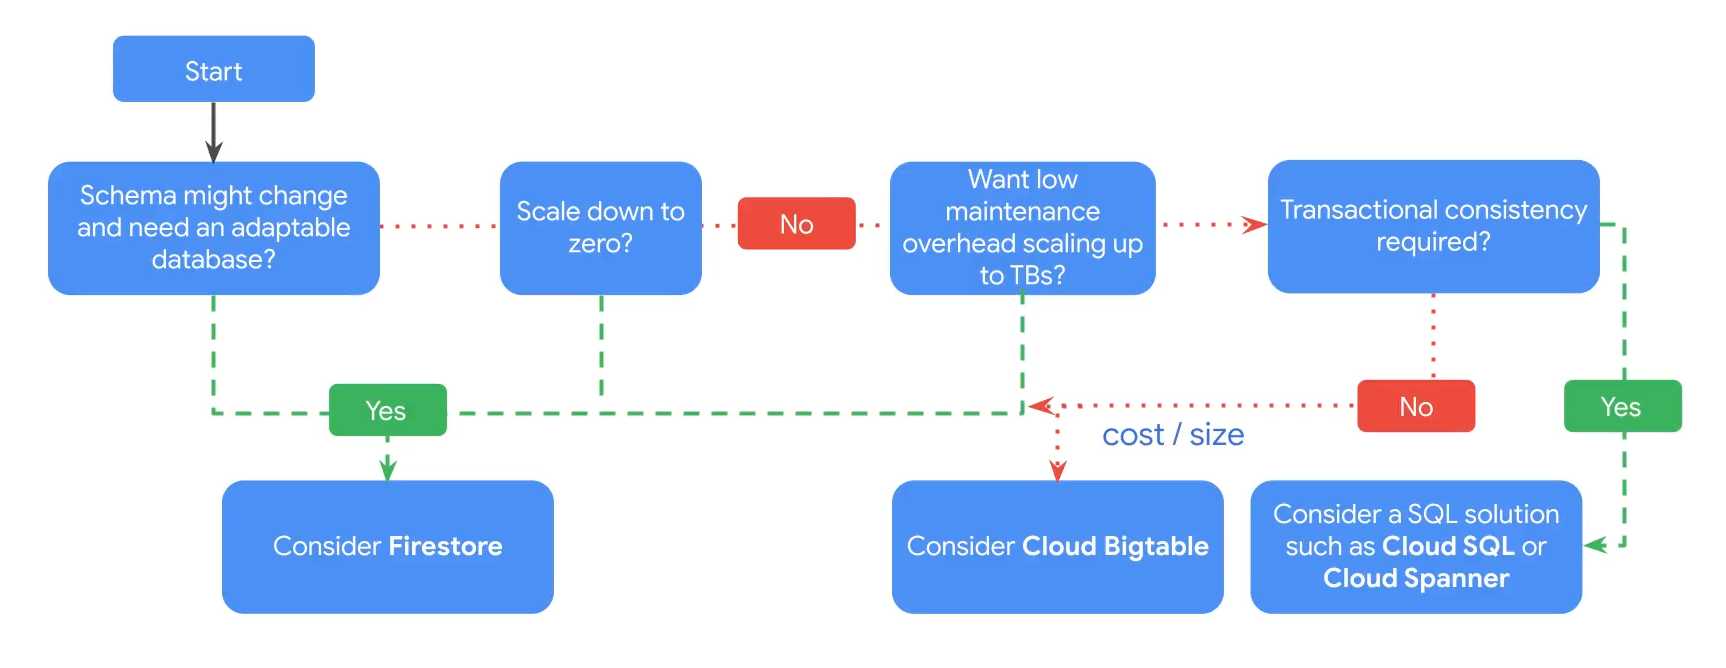 Start
Schema might change
and need an adaptable
database?
Scale down to
zero?
No
Want low
maintenance
overhead scaling up
to TBs?
Transactional consistency
required?
Yes
No
Yes
cost / size
Consider Firestore
Consider Cloud Bigtable
Consider a SQL solution
such as Cloud SQL or
Cloud Spanner